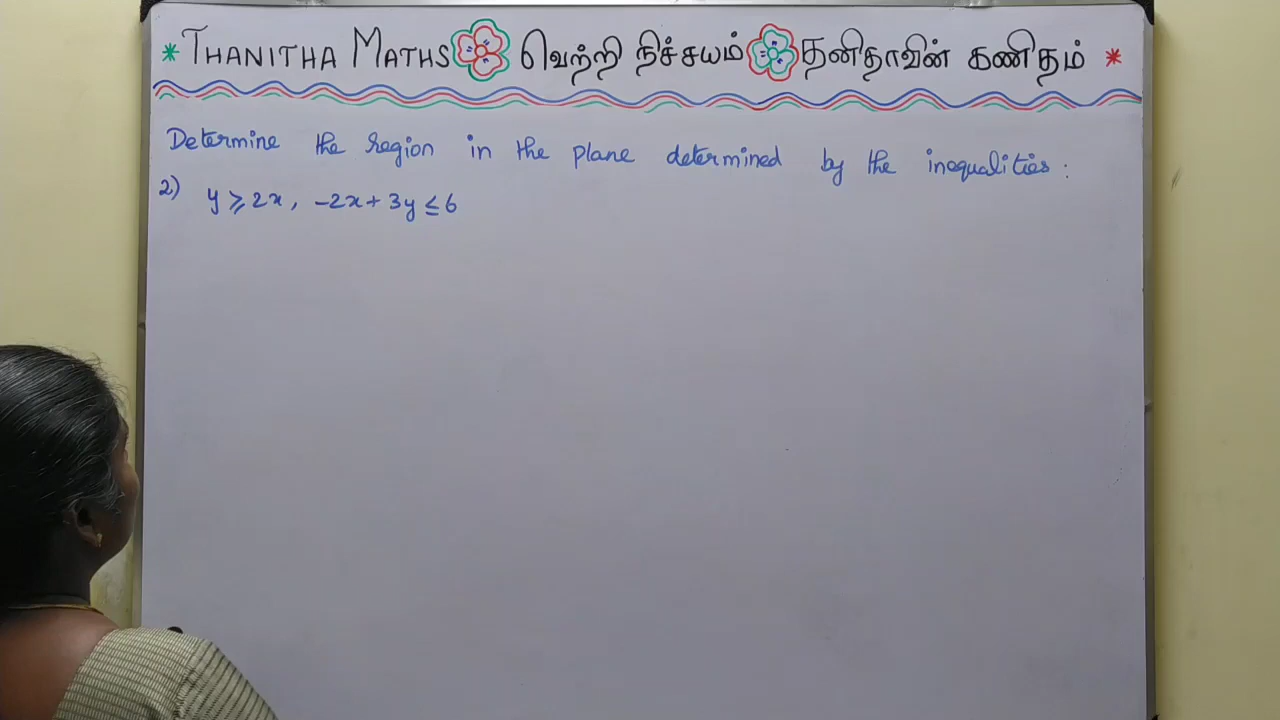 * THANITHA MATHS வெற்றி நிச்சயம் தனிதாவின் கணிதம் *
Determine the region in the plane determined by the inequalities:
2) y ≥ 2x, -2x + 3y ≤ 6